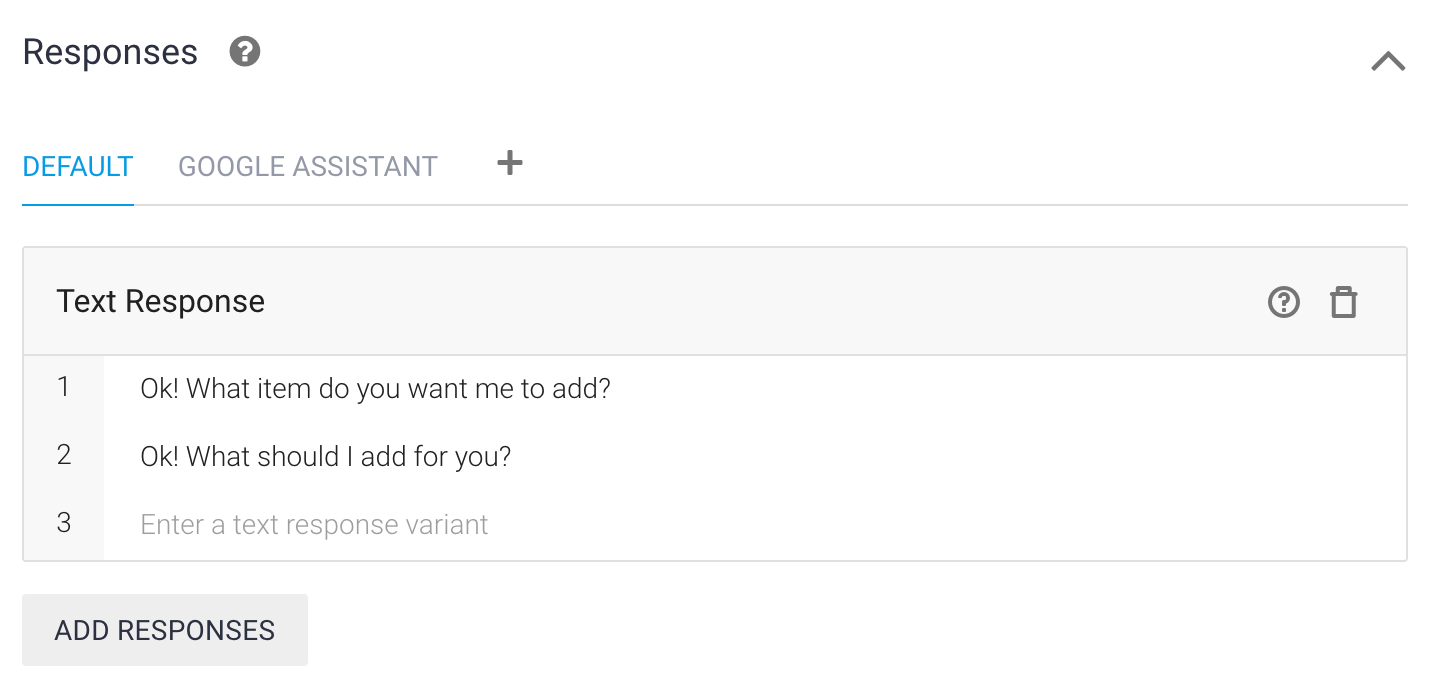 Responses
DEFAULT GOOGLE ASSISTANT
Text Response
1 Ok! What item do you want me to add?
2 Ok! What should I add for you?
3 Enter a text response variant
ADD RESPONSES